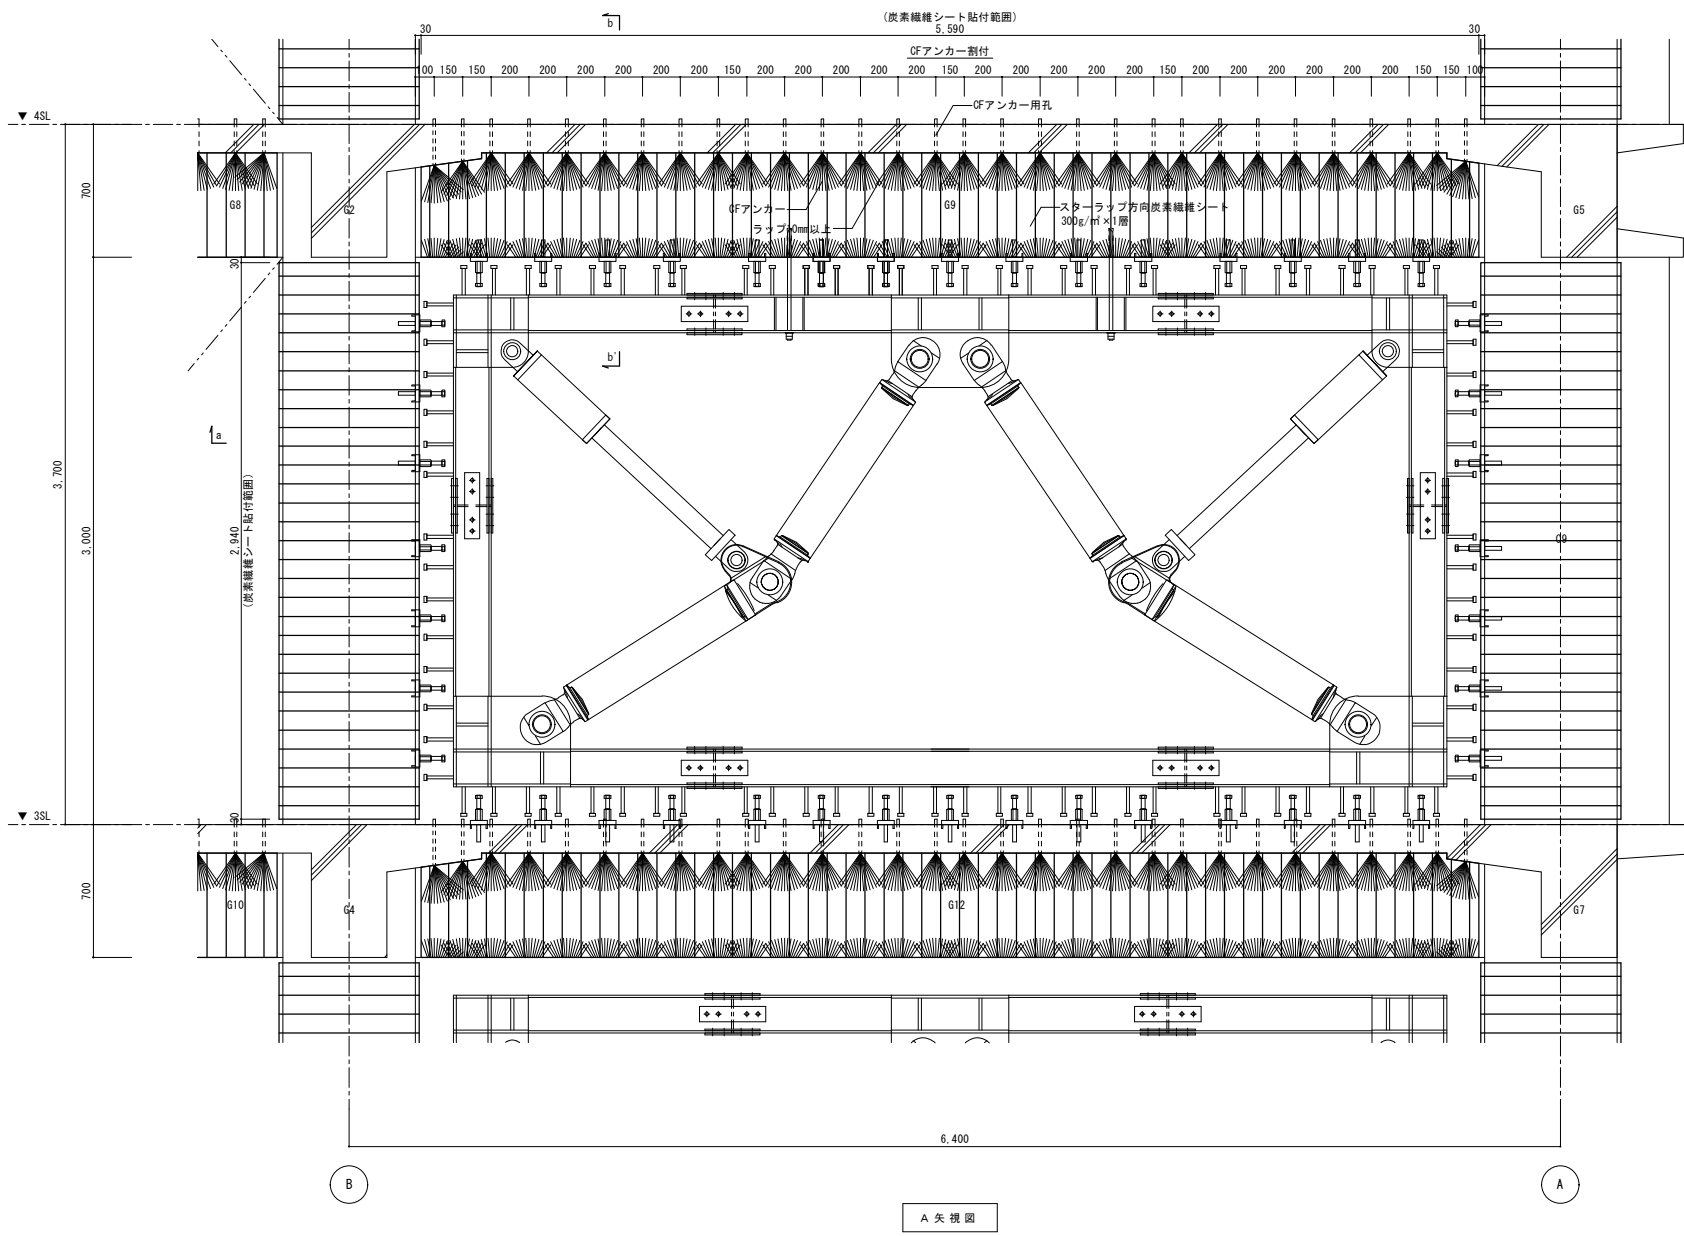 (炭素繊維シート貼付範囲)
b
30 5,590 30
CFアンカー割付
00 150 150 200 200 200 200 200 200 150 200 200 200 200 200 150 200 200 200 200 200 150 200 200 200 200 200 200 150 150 100
CFアンカー用孔
▼ 4SL
700
G8
G2
CFアンカー
G9
スターラップ方向炭素繊維シート
300g/㎡×1層
G5
30
b'
a
3,700
3,000
2,940
(炭素繊維シート貼付範囲)
C9
30
▼ 3SL
700
G10
G4
G12
G7
6,400
B
A
A 矢 視 図